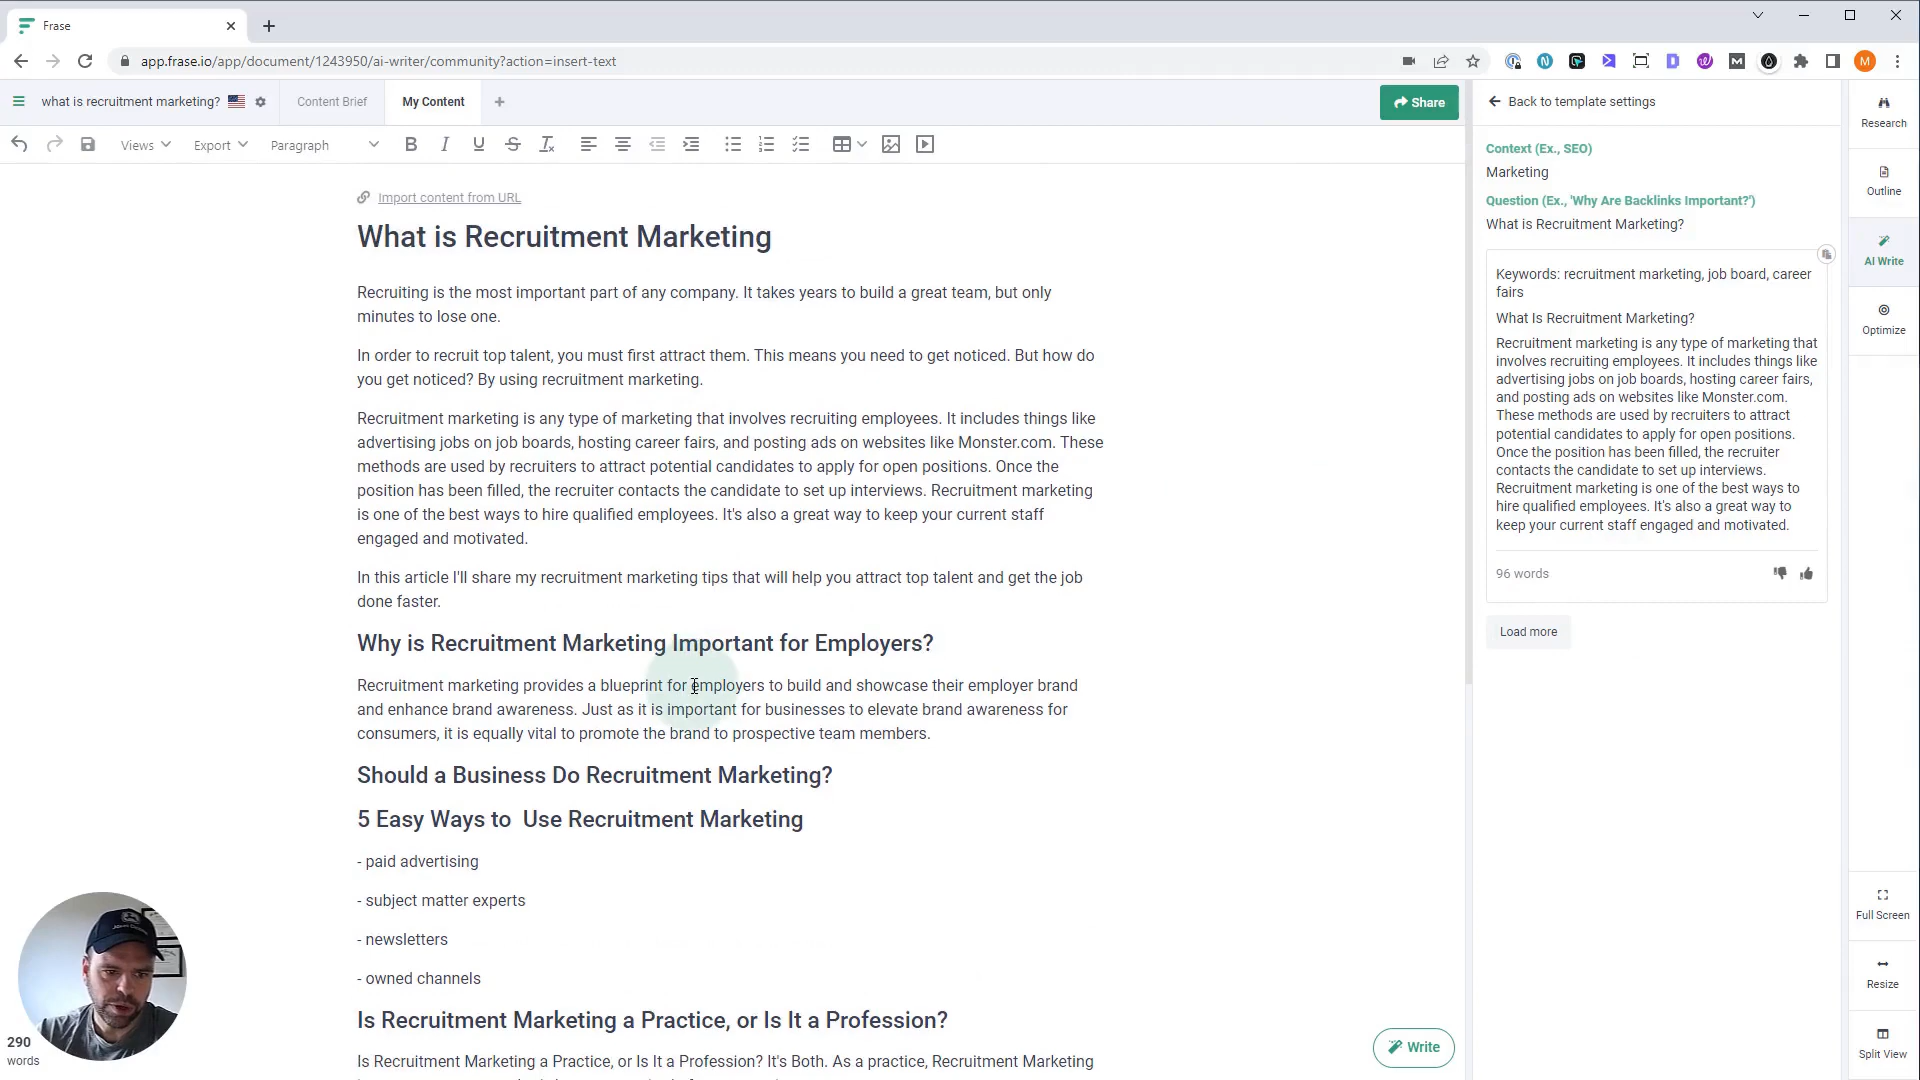 Frase
app.frase.io/app/document/1243950/ai-writer/community?action=insert-text
what is recruitment marketing?
Content Brief
My Content
Share
Views
Export
Paragraph
Import content from URL
What is Recruitment Marketing
Recruiting is the most important part of any company. It takes years to build a great team, but only
minutes to lose one.
In order to recruit top talent, you must first attract them. This means you need to get noticed. But how do
you get noticed? By using recruitment marketing.
Recruitment marketing is any type of marketing that involves recruiting employees. It includes things like
advertising jobs on job boards, hosting career fairs, and posting ads on websites like Monster.com. These
methods are used by recruiters to attract potential candidates to apply for open positions. Once the
position has been filled, the recruiter contacts the candidate to set up interviews. Recruitment marketing
is one of the best ways to hire qualified employees. It's also a great way to keep your current staff
engaged and motivated.
In this article I'll share my recruitment marketing tips that will help you attract top talent and get the job
done faster.
Why is Recruitment Marketing Important for Employers?
Recruitment marketing provides a blueprint for employers to build and showcase their employer brand
and enhance brand awareness. Just as it is important for businesses to elevate brand awareness for
consumers, it is equally vital to promote the brand to prospective team members.
Should a Business Do Recruitment Marketing?
5 Easy Ways to  Use Recruitment Marketing
- paid advertising
- subject matter experts
- newsletters
- owned channels
Is Recruitment Marketing a Practice, or Is It a Profession?
Is Recruitment Marketing a Practice, or Is It a Profession? It's Both. As a practice, Recruitment Marketing
290
words
Write
Back to template settings
Context (Ex., SEO)
Marketing
Question (Ex., 'Why Are Backlinks Important?')
What is Recruitment Marketing?
Keywords: recruitment marketing, job board, career
fairs
What Is Recruitment Marketing?
Recruitment marketing is any type of marketing that
involves recruiting employees. It includes things like
advertising jobs on job boards, hosting career fairs,
and posting ads on websites like Monster.com.
These methods are used by recruiters to attract
potential candidates to apply for open positions.
Once the position has been filled, the recruiter
contacts the candidate to set up interviews.
Recruitment marketing is one of the best ways to
hire qualified employees. It's also a great way to
keep your current staff engaged and motivated.
96 words
Load more
Research
Outline
AI Write
Optimize
Full Screen
Resize
Split View